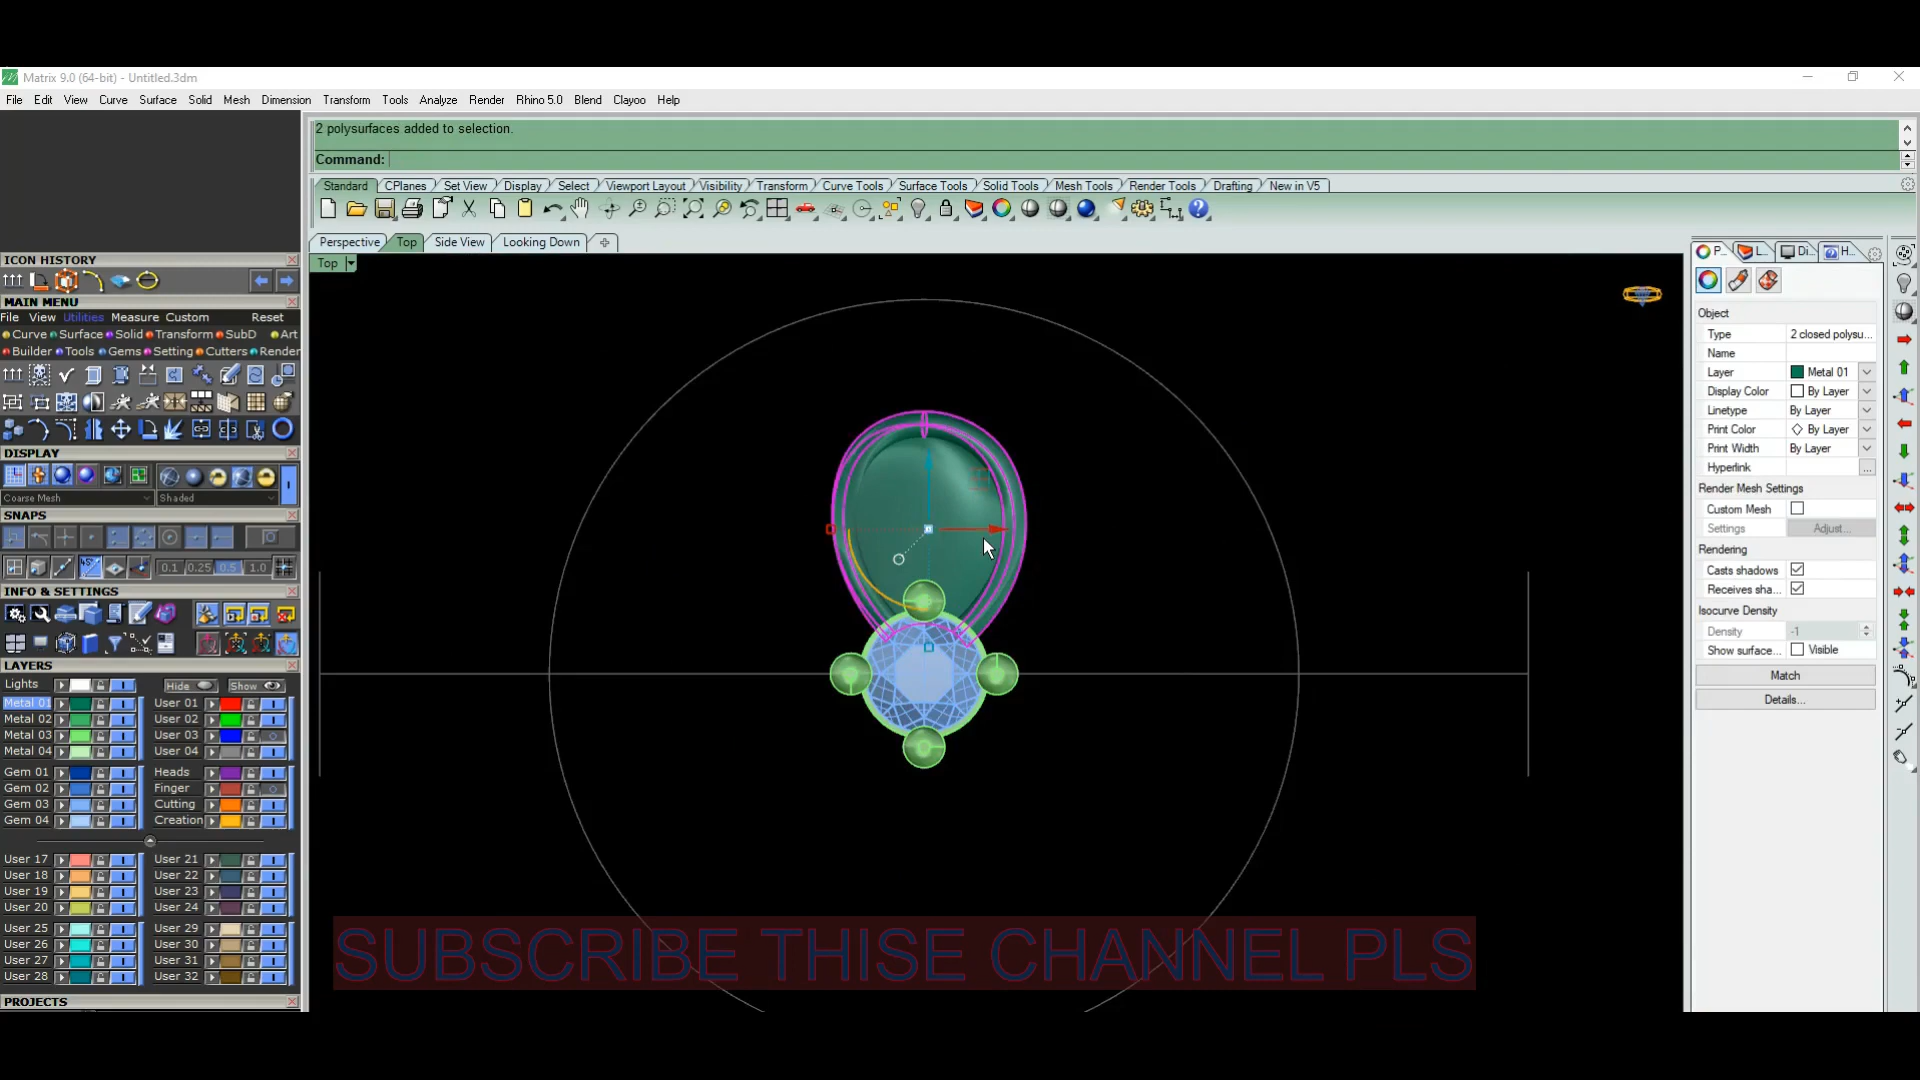 Matrix 9.0 (64-bit) - Untitled.3dm
File Edit View Curve Surface Solid Mesh Dimension Transform Tools Analyze Render Rhino 5.0 Blend Clayoo Help
2 polysurfaces added to selection.
Command:
Standard CPlanes Set View Display Select Viewport Layout Visibility Transform Curve Tools Surface Tools Solid Tools Mesh Tools Render Tools Drafting New in V5
Perspective Top Side View Looking Down
Top
ICON HISTORY
MAIN MENU
File View Utilities Measure Custom Reset
Curve Surface Solid Transform SubD Art
Builder Tools Gems Setting Cutters Render
DISPLAY
Coarse Mesh Shaded
SNAPS
45°
0.1 0.25 0.5 1.0
INFO & SETTINGS
LAYERS
Lights Hide Show
Metal 01 User 01
Metal 02 User 02
Metal 03 User 03
Metal 04 User 04
Gem 01 Heads
Gem 02 Finger
Gem 03 Cutting
Gem 04 Creation
User 17 User 21
User 18 User 22
User 19 User 23
User 20 User 24
User 25 User 29
User 26 User 30
User 27 User 31
User 28 User 32
PROJECTS
P... L... Di... H...
Object
Type 2 closed polysu...
Name
Layer Metal 01
Display Color By Layer
Linetype By Layer
Print Color By Layer
Print Width By Layer
Hyperlink ...
Render Mesh Settings
Custom Mesh
Settings Adjust...
Rendering
Casts shadows
Receives sha...
Isocurve Density
Density -1
Show surface... Visible
Match
Details...
SUBSCRIBE THISE CHANNEL PLS